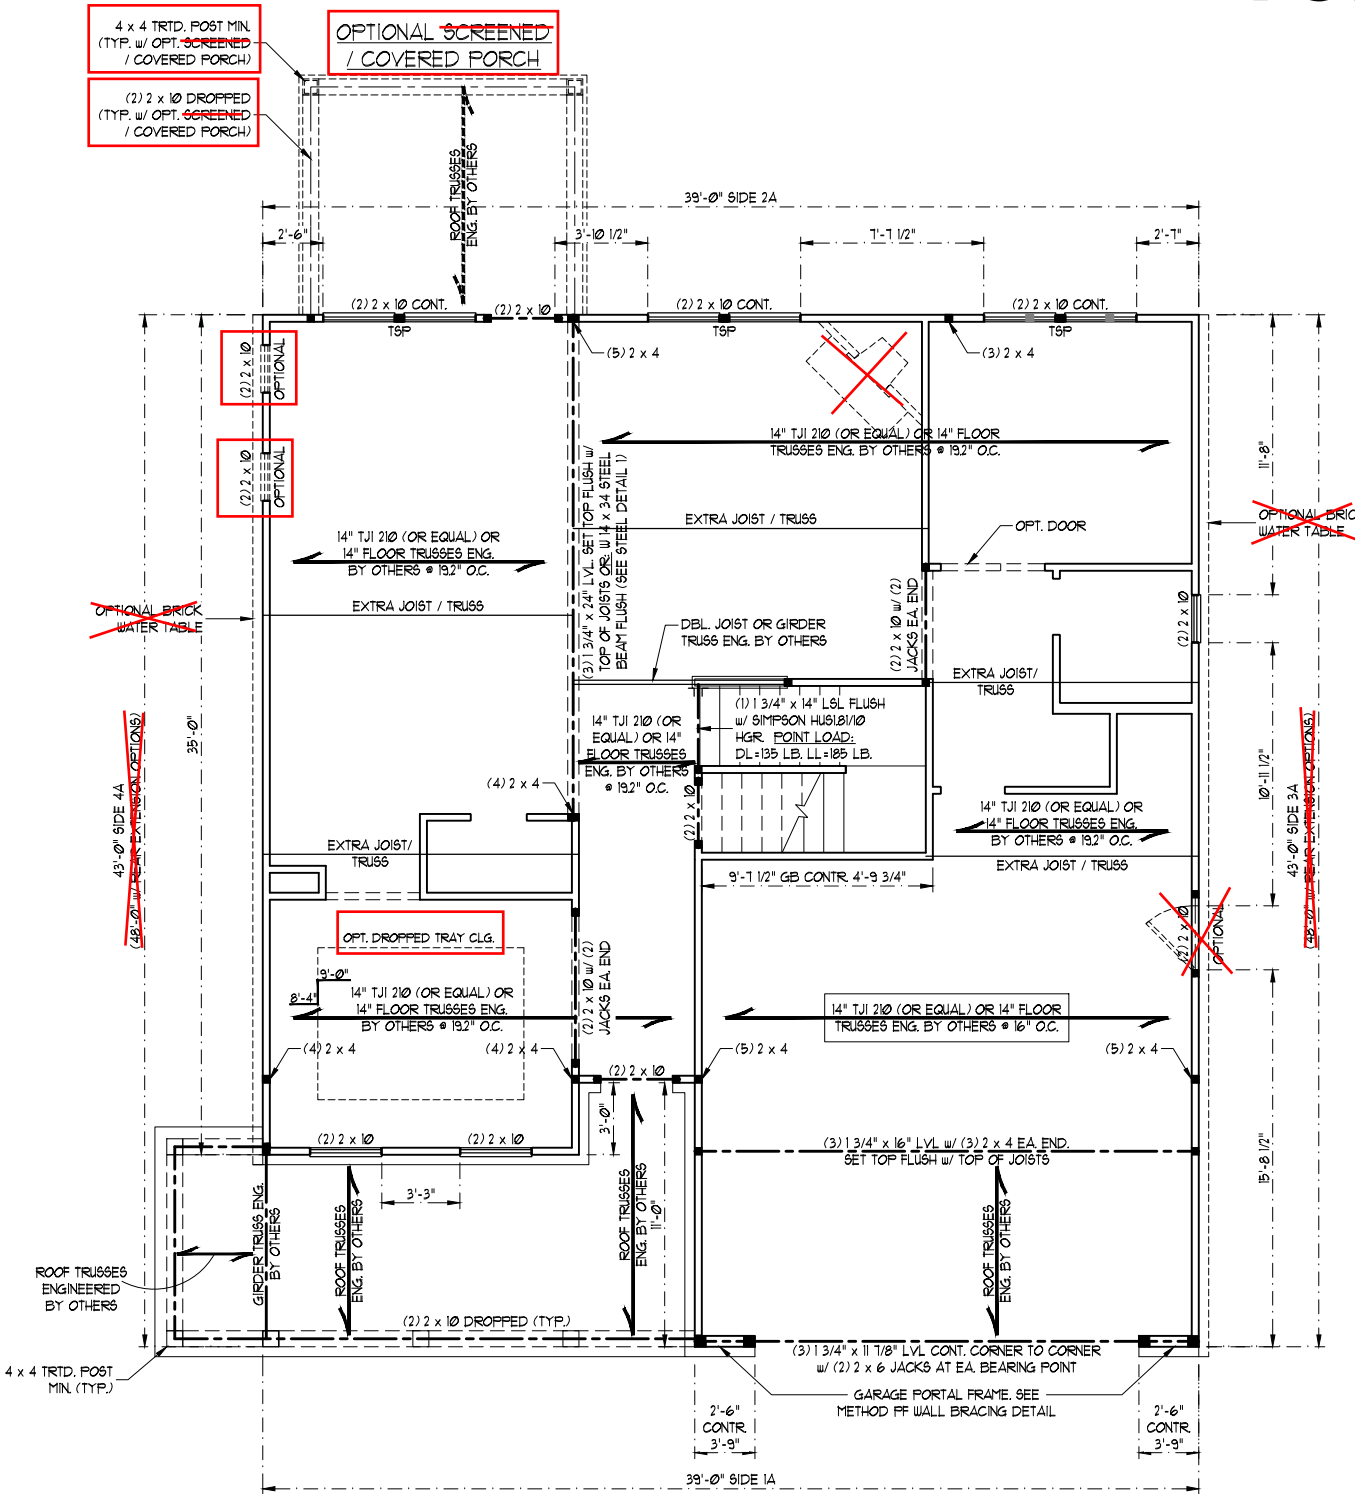 4 x 4 TRTD. POST MIN.
(TYP. w/ OPT. SCREENED
/ COVERED PORCH)
OPTIONAL SCREENED
/ COVERED PORCH
(2) 2 x 10 DROPPED
(TYP. w/ OPT. SCREENED
/ COVERED PORCH)
ROOF TRUSSES
ENG. BY OTHERS
39'-0" SIDE 2A
2'-6"
3'-10 1/2"
7'-7 1/2"
2'-7"
(2) 2 x 10 CONT.
TSP
(2) 2 x 10
(2) 2 x 10 CONT.
TSP
(2) 2 x 10 CONT.
TSP
(5) 2 x 4
(3) 2 x 4
(2) 2 x 10
OPTIONAL
(2) 2 x 10
OPTIONAL
14" TJI 210 (OR EQUAL) OR 14" FLOOR
TRUSSES ENG. BY OTHERS @ 19.2" O.C.
11'-8"
(3) 1 3/4" x 24" LVL. SET TOP FLUSH w/
TOP OF JOISTS OR: W 14 x 34 STEEL
BEAM FLUSH (SEE STEEL DETAIL 1)
EXTRA JOIST / TRUSS
OPT. DOOR
OPTIONAL BRIC
WATER TABLE
14" TJI 210 (OR EQUAL) OR
14" FLOOR TRUSSES ENG.
BY OTHERS @ 19.2" O.C.
EXTRA JOIST / TRUSS
OPTIONAL BRICK
WATER TABLE
DBL. JOIST OR GIRDER
TRUSS ENG. BY OTHERS
(2) 2 x 10 w/ (2)
JACKS EA. END
(2) 2 x 10
EXTRA JOIST/
TRUSS
35'-0"
43'-0" SIDE 4A
(48'-0" w/ REAR EXTENSION OPTIONS)
14" TJI 210 (OR
EQUAL) OR 14"
FLOOR TRUSSES
ENG. BY OTHERS
@ 19.2" O.C.
(1) 1 3/4" x 14" LSL FLUSH
w/ SIMPSON HUS1.81/10
HGR. POINT LOAD:
DL=135 LB. LL=185 LB.
(4) 2 x 4
(2) 2 x 10
10'-11 1/2"
43'-0" SIDE 3A
(48'-0" w/ REAR EXTENSION OPTIONS)
14" TJI 210 (OR EQUAL) OR
14" FLOOR TRUSSES ENG.
BY OTHERS @ 19.2" O.C.
EXTRA JOIST / TRUSS
EXTRA JOIST/
TRUSS
9'-7 1/2" GB CONTR. 4'-9 3/4"
OPT. DROPPED TRAY CLG.
9'-0"
8'-4"
14" TJI 210 (OR EQUAL) OR
14" FLOOR TRUSSES ENG.
BY OTHERS @ 19.2" O.C.
(2) 2 x 10 w/ (2)
JACKS EA. END
(2) 2 x 10
OPTIONAL
14" TJI 210 (OR EQUAL) OR 14" FLOOR
TRUSSES ENG. BY OTHERS @ 16" O.C.
(4) 2 x 4
(4) 2 x 4
(5) 2 x 4
(5) 2 x 4
(2) 2 x 10
3'-0"
(2) 2 x 10
(2) 2 x 10
(3) 1 3/4" x 16" LVL w/ (3) 2 x 4 EA. END.
SET TOP FLUSH w/ TOP OF JOISTS
15'-8 1/2"
3'-3"
GIRDER TRUSS ENG.
BY OTHERS
ROOF TRUSSES
ENG. BY OTHERS
ROOF TRUSSES
ENG. BY OTHERS
11'-0"
ROOF TRUSSES
ENG. BY OTHERS
ROOF TRUSSES
ENGINEERED
BY OTHERS
(2) 2 x 10 DROPPED (TYP.)
(3) 1 3/4" x 11 7/8" LVL CONT. CORNER TO CORNER
w/ (2) 2 x 6 JACKS AT EA. BEARING POINT
4 x 4 TRTD. POST
MIN. (TYP.)
GARAGE PORTAL FRAME. SEE
METHOD PF WALL BRACING DETAIL
2'-6"
CONTR.
3'-9"
2'-6"
CONTR.
3'-9"
39'-0" SIDE 1A